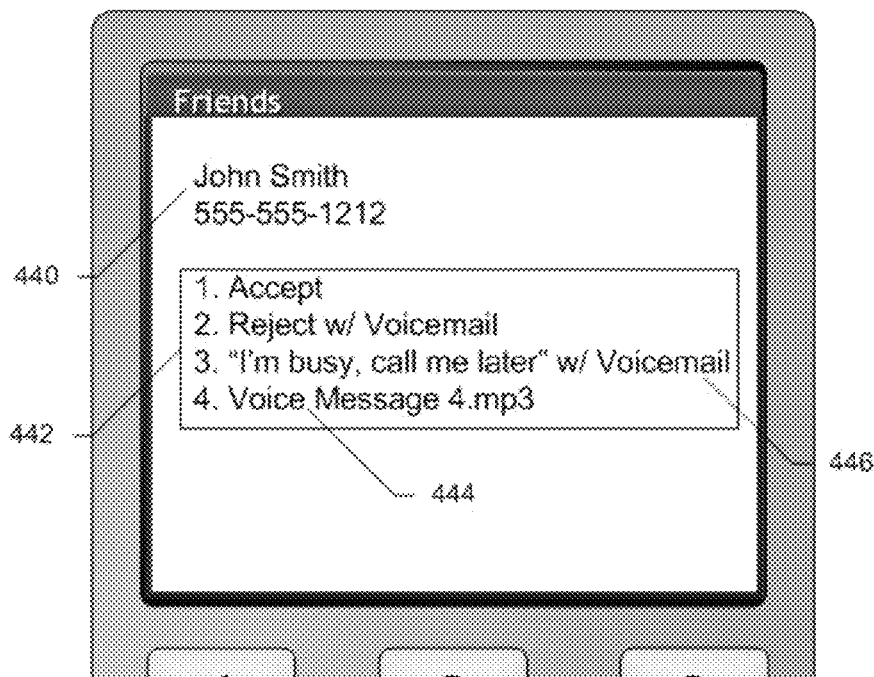 Friends
John Smith
555-555-1212
440
1. Accept
2. Reject w/ Voicemail
3. “I'm busy, call me later” w/ Voicemail
4. Voice Message 4.mp3
442
446
444